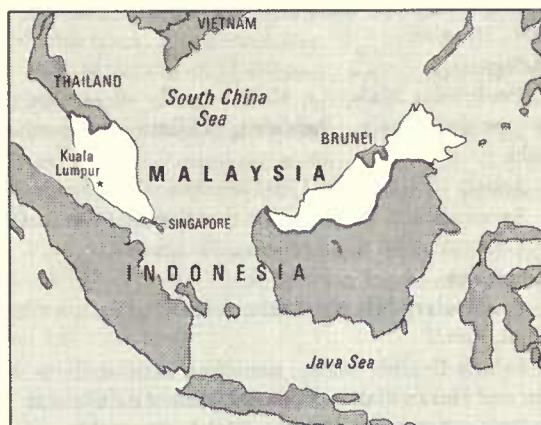 VIETNAM
THAILAND
South China
Sea
BRUNEI
Kuala
Lumpur
MALAYSIA
SINGAPORE
INDONESIA
Java Sea